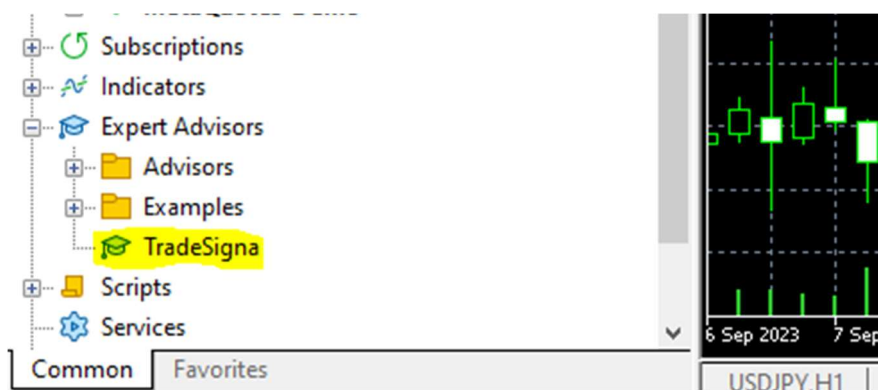 Subscriptions
Indicators
Expert Advisors
Advisors
Examples
TradeSigna
Scripts
Services
Common Favorites
6 Sep 2023 7 Sep
USDJPY,H1